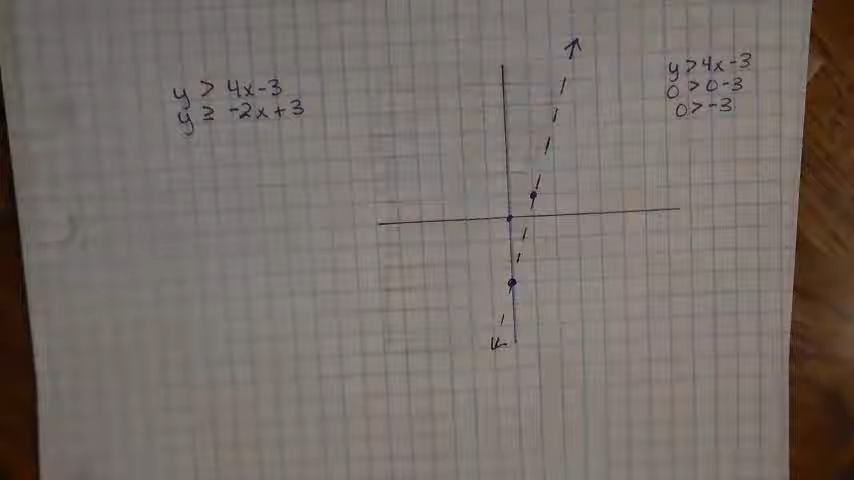 y > 4x-3
y ≥ -2x+3
y > 4x-3
0 > 0-3
0 > -3